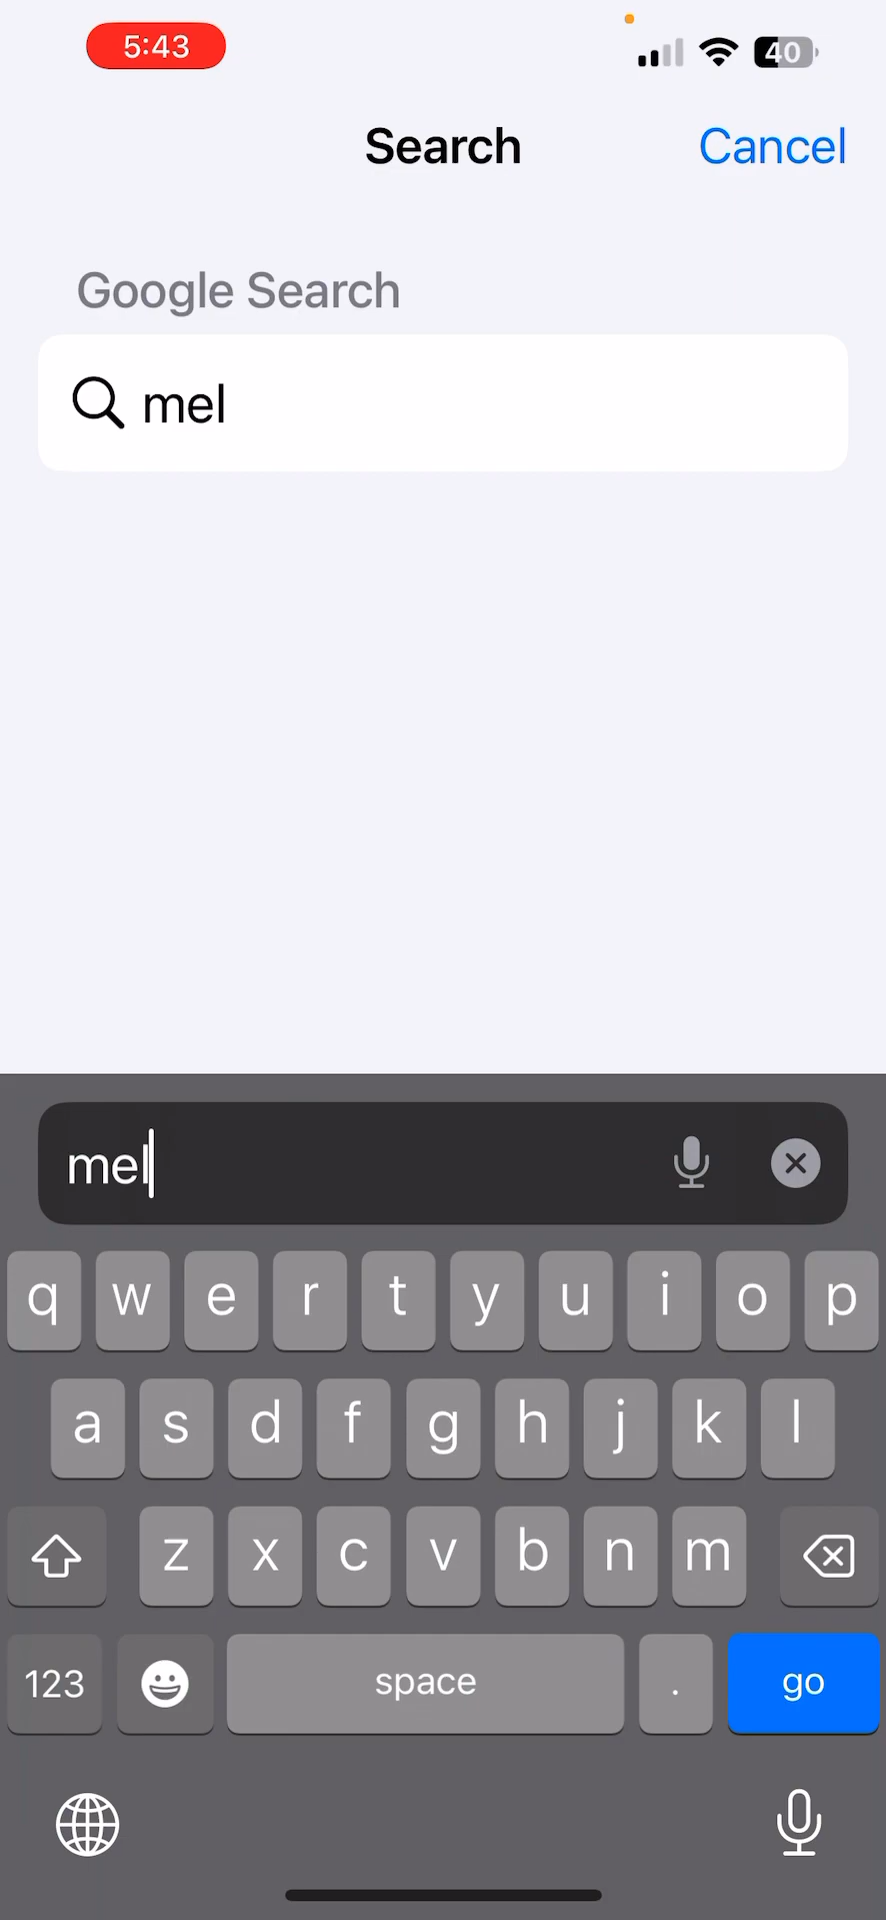 5:43
40
Search
Cancel
Google Search
mel
mel
q w e r t y u i o p
a s d f g h j k l
z x c v b n m
123 space . go